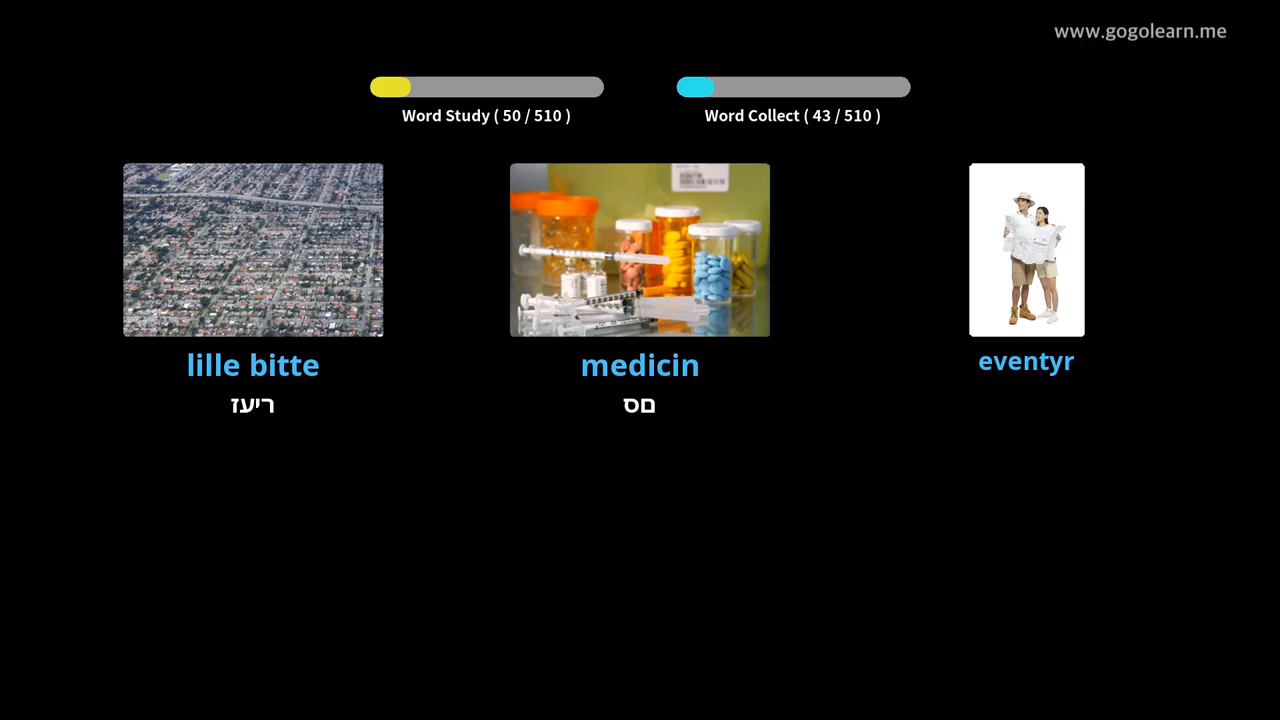 www.gogolearn.me
Word Study ( 50 / 510 )
Word Collect ( 43 / 510 )
lille bitte
זעיר
medicin
סם
eventyr